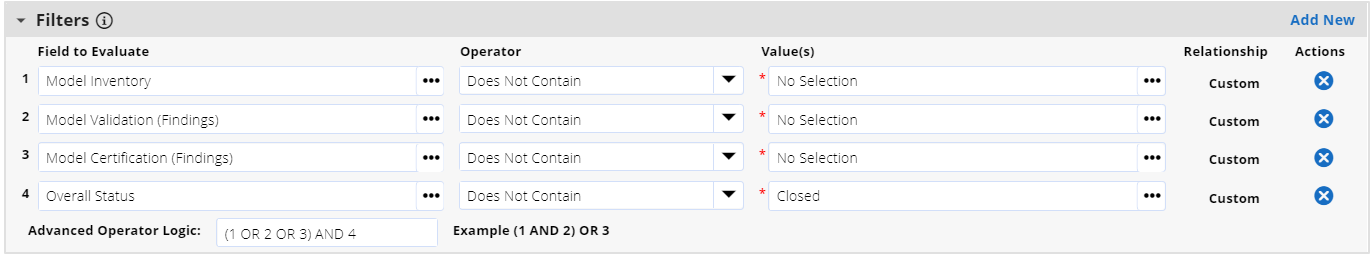 Filters Add New
Field to Evaluate Operator Value(s) Relationship Actions
1 Model Inventory Does Not Contain * No Selection Custom
2 Model Validation (Findings) Does Not Contain * No Selection Custom
3 Model Certification (Findings) Does Not Contain * No Selection Custom
4 Overall Status Does Not Contain * Closed Custom
Advanced Operator Logic: (1 OR 2 OR 3) AND 4 Example (1 AND 2) OR 3